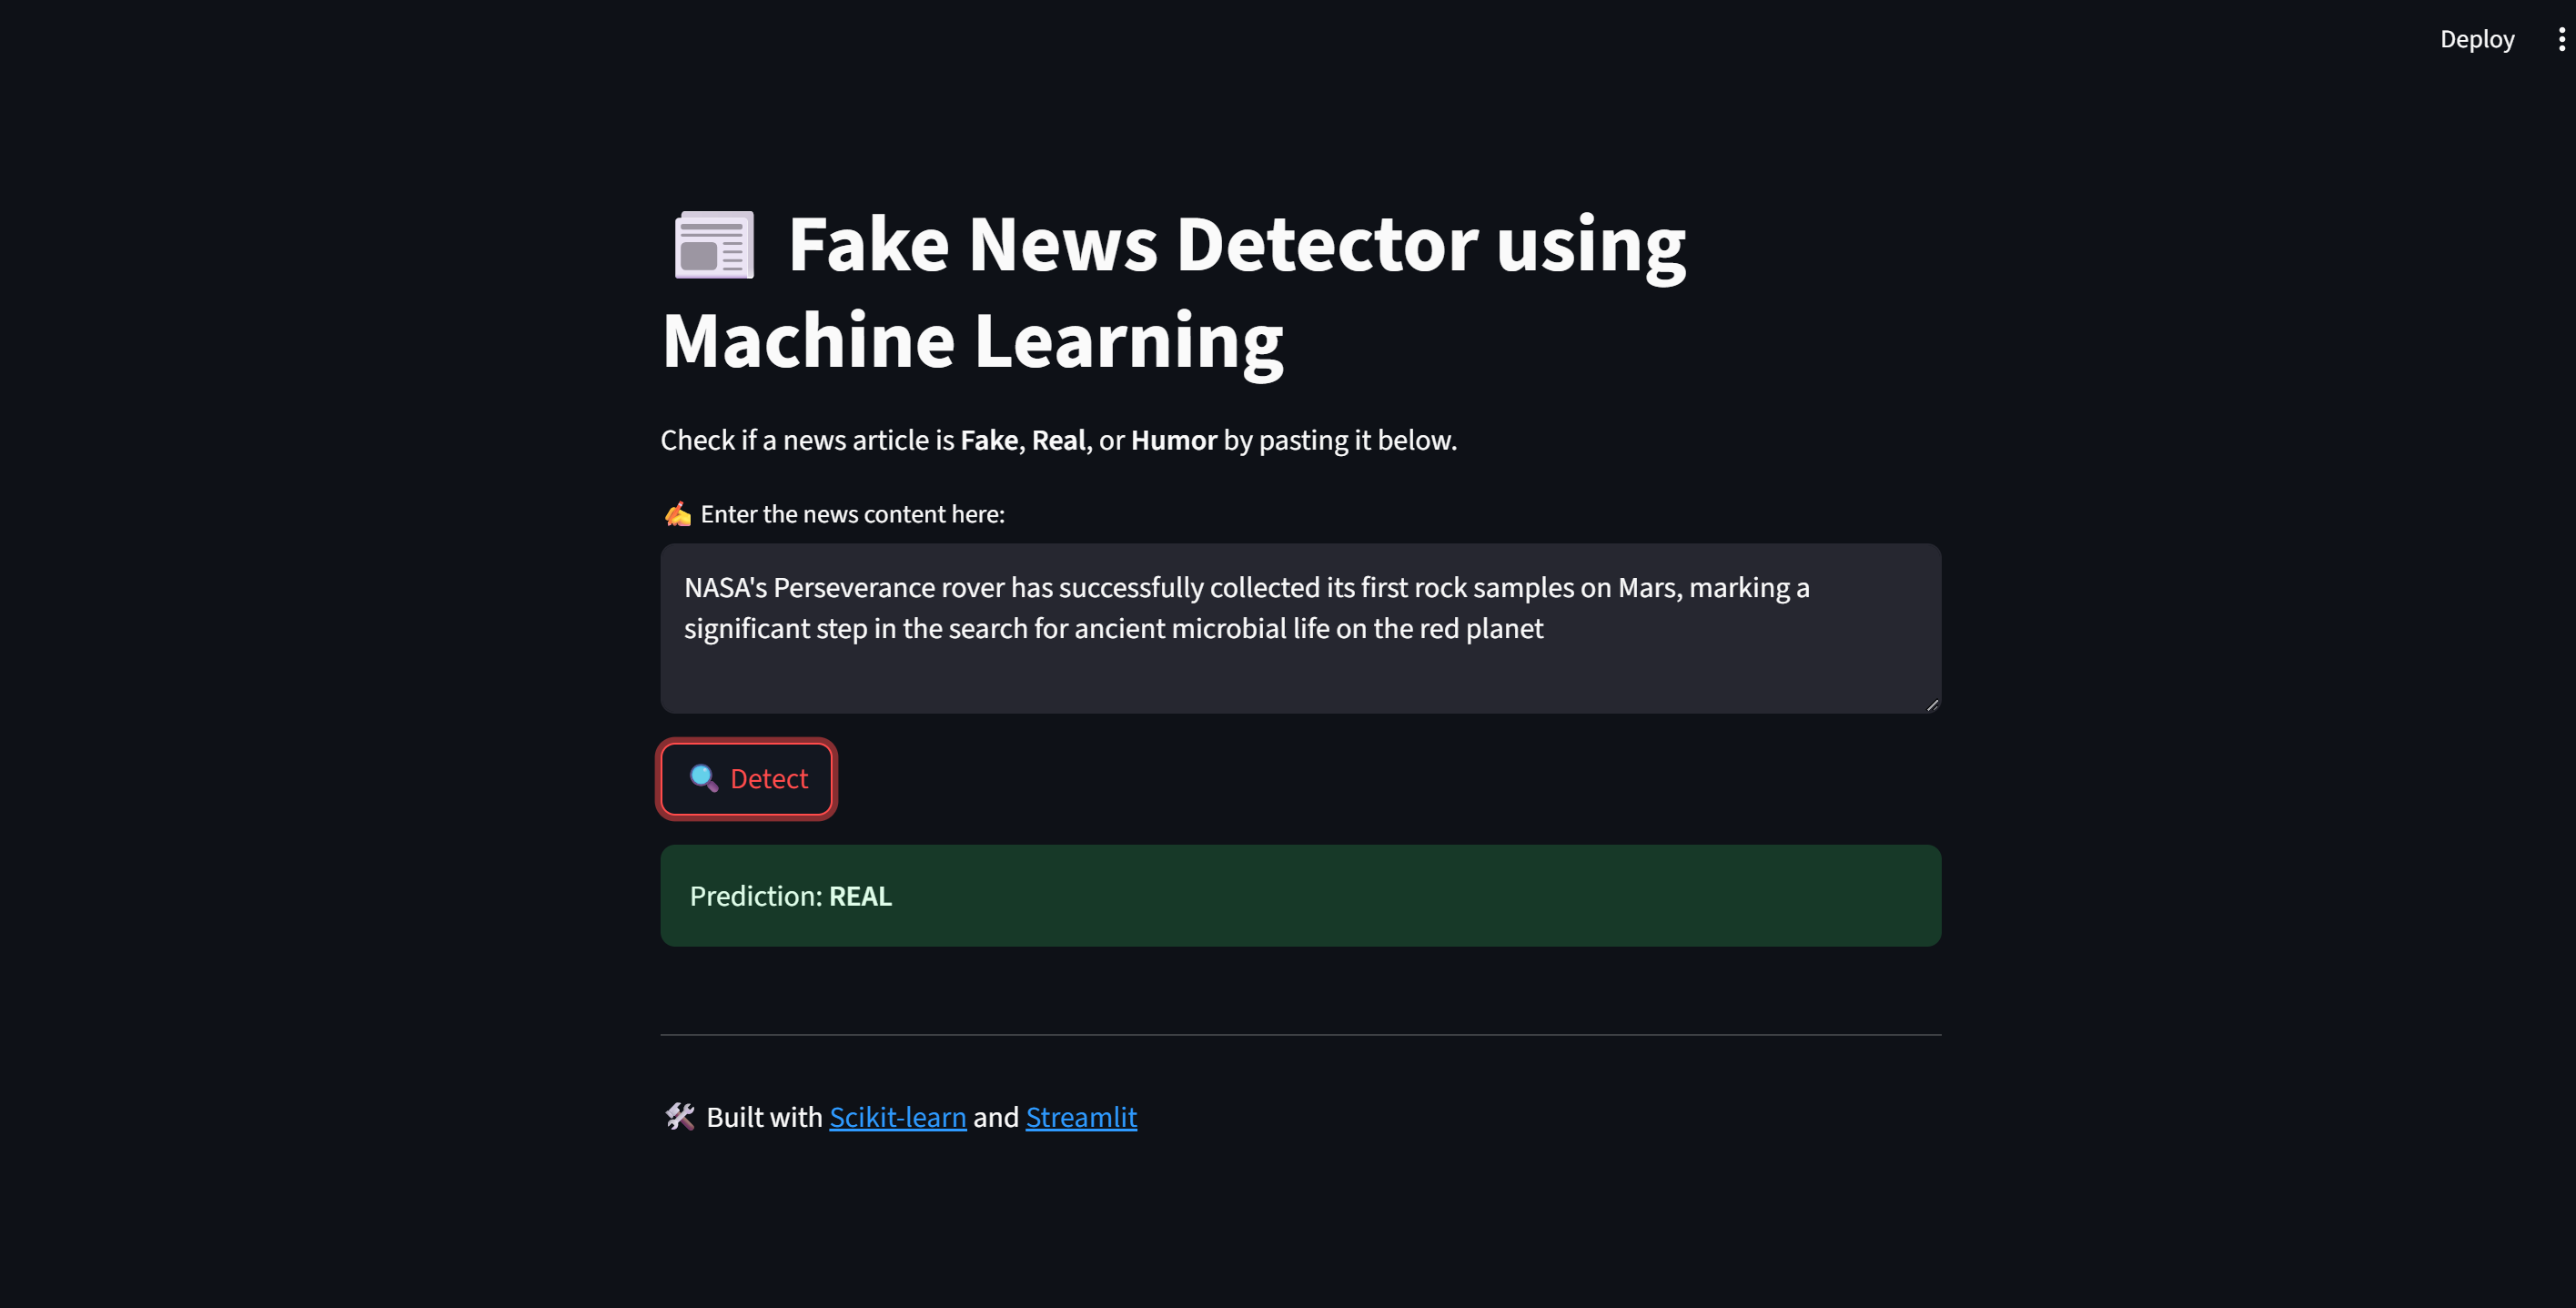 Deploy
Fake News Detector using
Machine Learning
Check if a news article is Fake, Real, or Humor by pasting it below.
Enter the news content here:
NASA's Perseverance rover has successfully collected its first rock samples on Mars, marking a
significant step in the search for ancient microbial life on the red planet
Detect
Prediction: REAL
Built with Scikit-learn and Streamlit